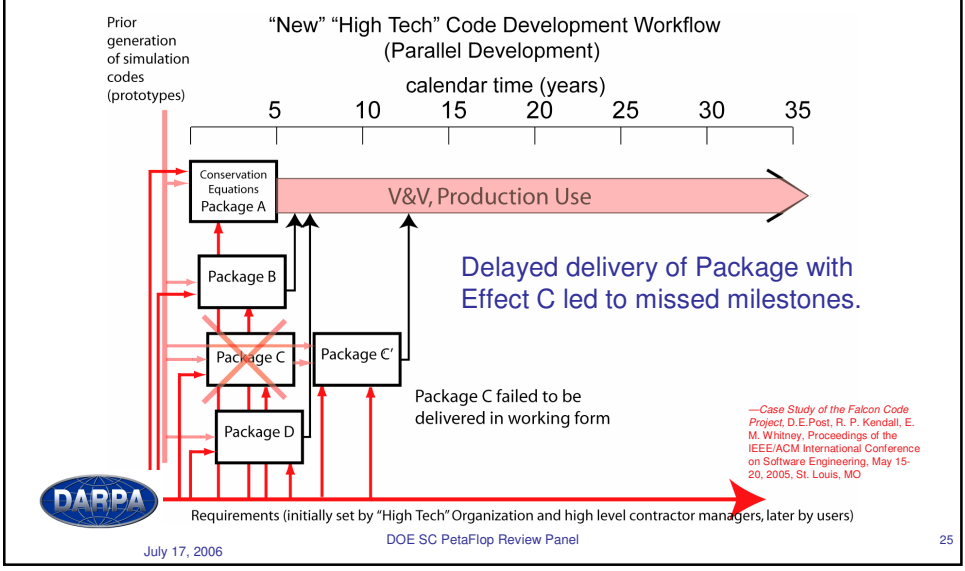 Prior
generation
of simulation
codes
(prototypes)
“New” “High Tech” Code Development Workflow
(Parallel Development)
calendar time (years)
5 10 15 20 25 30 35
Conservation
Equations
Package A
V&V, Production Use
Package B
Delayed delivery of Package with
Effect C led to missed milestones.
Package C
Package C’
Package C failed to be
delivered in working form
Package D
—Case Study of the Falcon Code
Project, D.E.Post, R. P. Kendall, E.
M. Whitney, Proceedings of the
IEEE/ACM International Conference
on Software Engineering, May 15-
20, 2005, St. Louis, MO
DARPA
Requirements (initially set by “High Tech” Organization and high level contractor managers, later by users)
July 17, 2006
DOE SC PetaFlop Review Panel
25